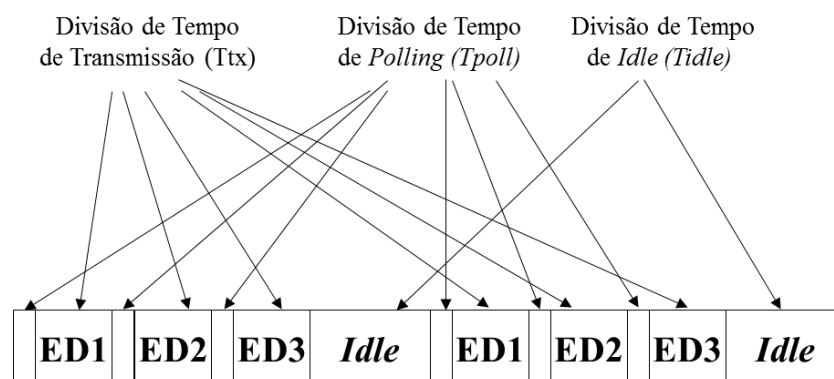 Divisão de Tempo
de Transmissão (Ttx)
Divisão de Tempo
de Polling (Tpoll)
Divisão de Tempo
de Idle (Tidle)
ED1 ED2 ED3 Idle ED1 ED2 ED3 Idle